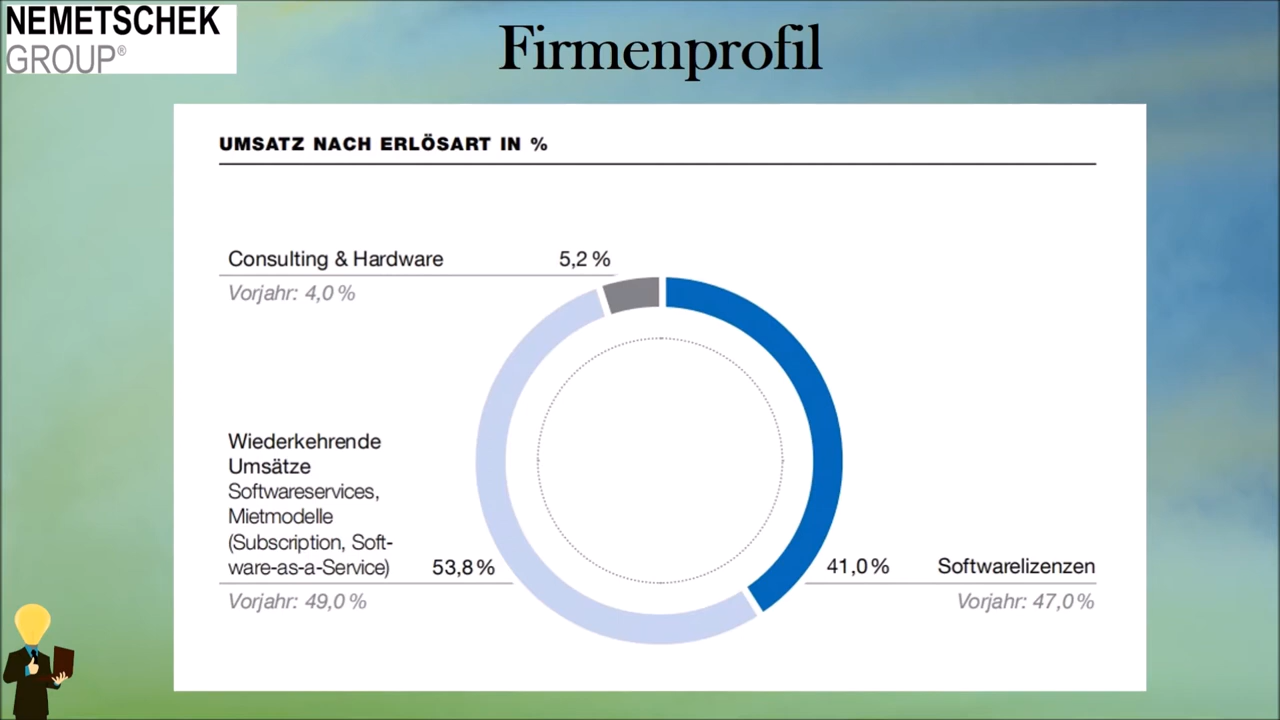 NEMETSCHEK
GROUP®
Firmenprofil
UMSATZ NACH ERLÖSART IN %
Consulting & Hardware 5,2 %
Vorjahr: 4,0 %
Wiederkehrende
Umsätze
Softwareservices,
Mietmodelle
(Subscription, Soft-
ware-as-a-Service) 53,8 %
Vorjahr: 49,0 %
41,0 % Softwarelizenzen
Vorjahr: 47,0 %